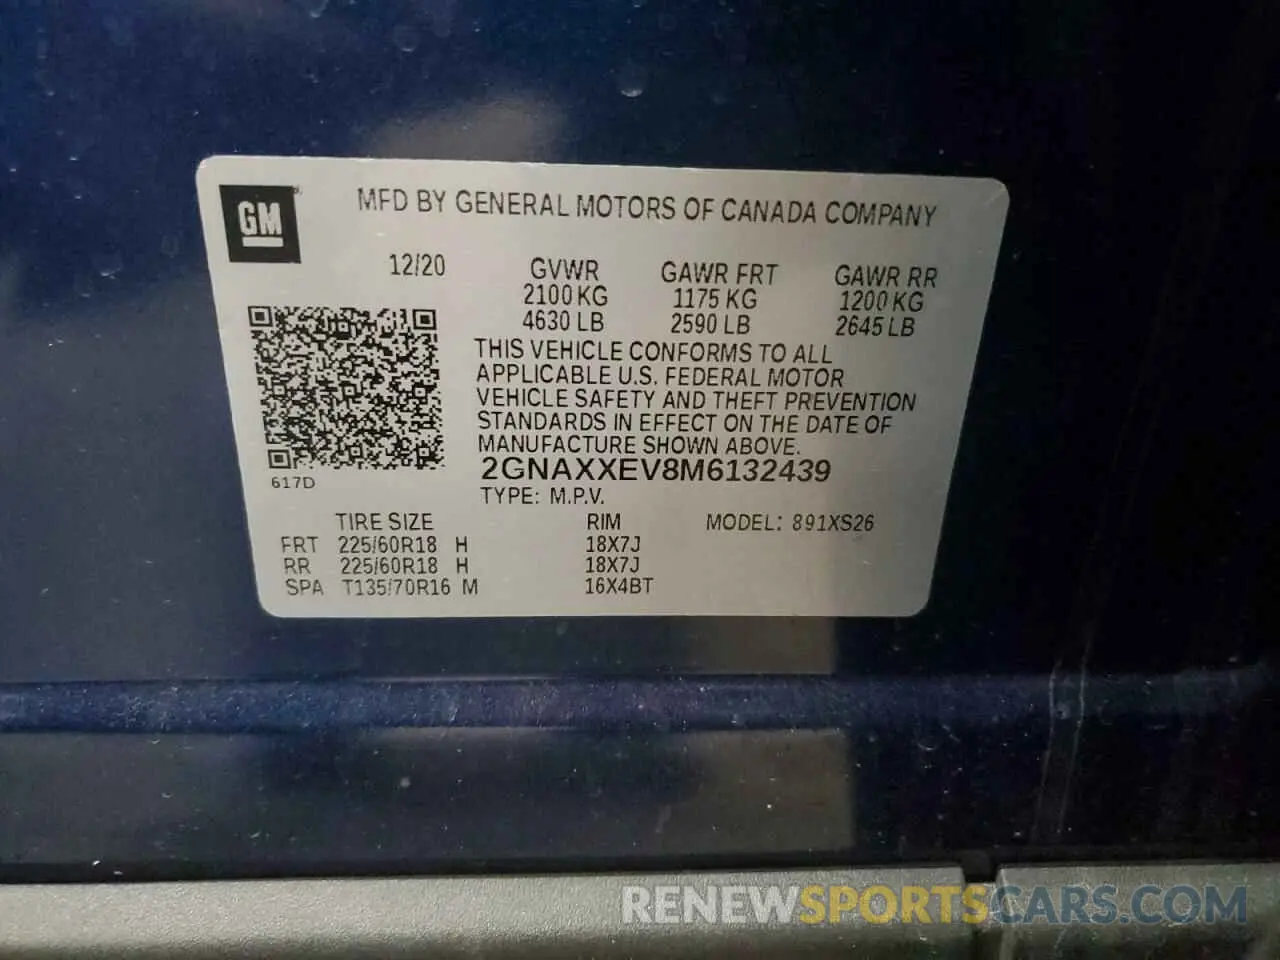 GM
MFD BY GENERAL MOTORS OF CANADA COMPANY
12/20
GVWR GAWR FRT GAWR RR
2100 KG 1175 KG 1200 KG
4630 LB 2590 LB 2645 LB
THIS VEHICLE CONFORMS TO ALL
APPLICABLE U.S. FEDERAL MOTOR
VEHICLE SAFETY AND THEFT PREVENTION
STANDARDS IN EFFECT ON THE DATE OF
MANUFACTURE SHOWN ABOVE.
617D
2GNAXXEV8M6132439
TYPE: M.P.V.
TIRE SIZE RIM MODEL: 891XS26
FRT 225/60R18 H 18X7J
RR 225/60R18 H 18X7J
SPA T135/70R16 M 16X4BT
RENEWSPORTSCARS.COM